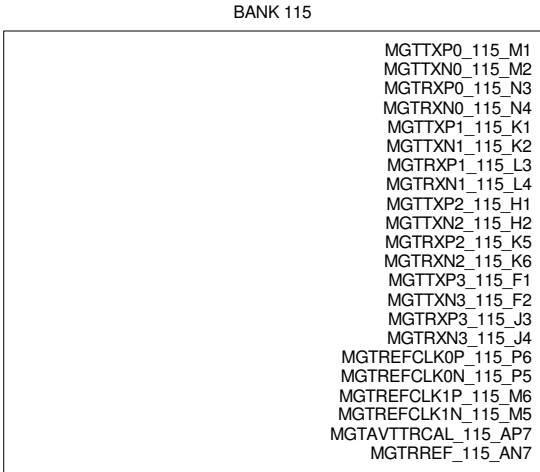 BANK 115
MGTTXP0_115_M1
MGTTXN0_115_M2
MGTRXP0_115_N3
MGTRXN0_115_N4
MGTTXP1_115_K1
MGTTXN1_115_K2
MGTRXP1_115_L3
MGTRXN1_115_L4
MGTTXP2_115_H1
MGTTXN2_115_H2
MGTRXP2_115_K5
MGTRXN2_115_K6
MGTTXP3_115_F1
MGTTXN3_115_F2
MGTRXP3_115_J3
MGTRXN3_115_J4
MGTREFCLK0P_115_P6
MGTREFCLK0N_115_P5
MGTREFCLK1P_115_M6
MGTREFCLK1N_115_M5
MGTAVTTRCAL_115_AP7
MGTRREF_115_AN7